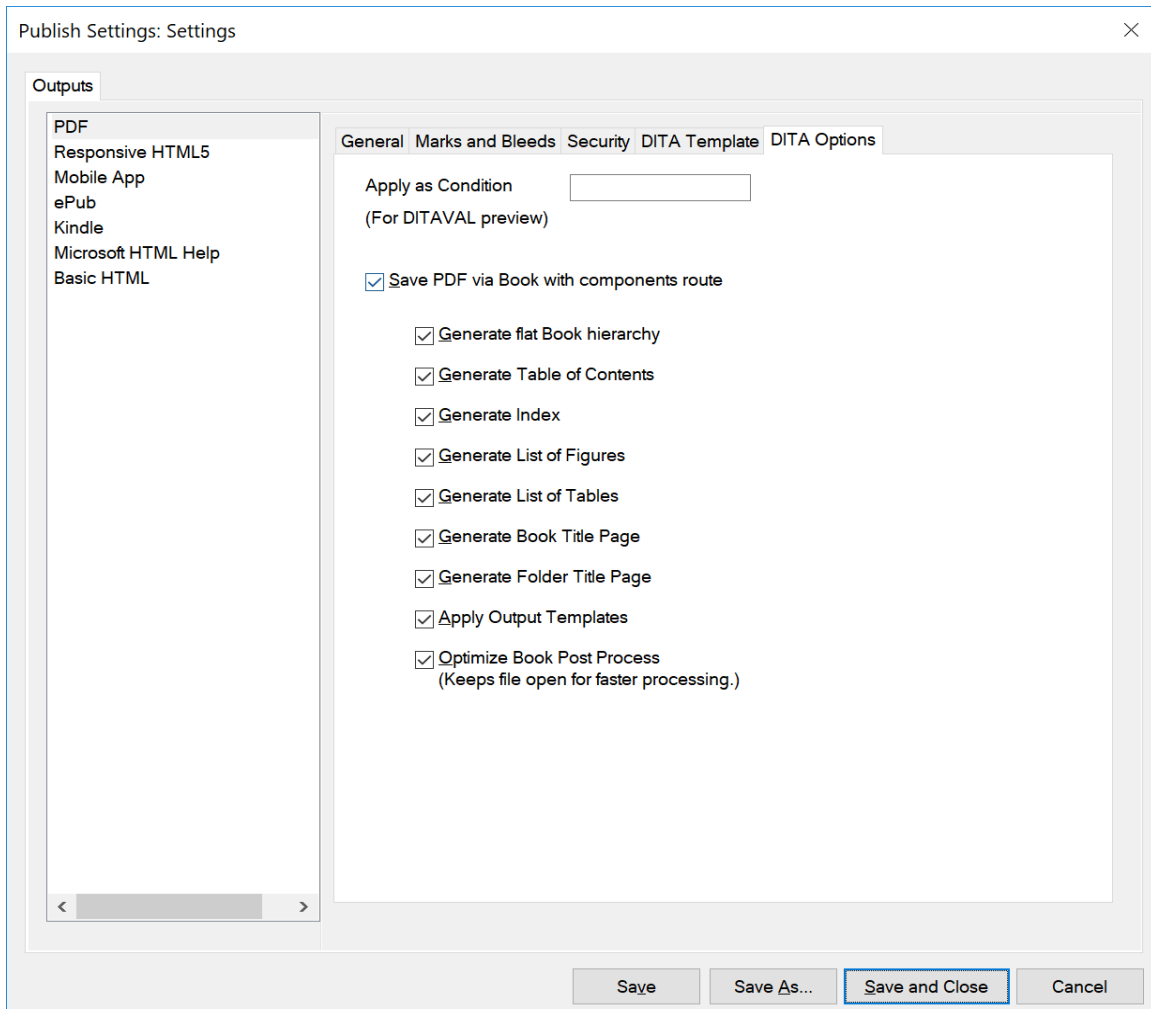 Publish Settings: Settings
Outputs
PDF
Responsive HTML5
Mobile App
ePub
Kindle
Microsoft HTML Help
Basic HTML
General Marks and Bleeds Security DITA Template DITA Options
Apply as Condition
(For DITAVAL preview)
Save PDF via Book with components route
Generate flat Book hierarchy
Generate Table of Contents
Generate Index
Generate List of Figures
Generate List of Tables
Generate Book Title Page
Generate Folder Title Page
Apply Output Templates
Optimize Book Post Process
(Keeps file open for faster processing.)
Save Save As... Save and Close Cancel